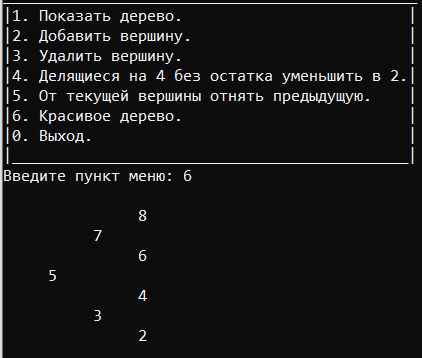 |1. Показать дерево.
|2. Добавить вершину.
|3. Удалить вершину.
|4. Делящиеся на 4 без остатка уменьшить в 2.|
|5. От текущей вершины отнять предыдущую. |
|6. Красивое дерево. |
|0. Выход. |
Введите пункт меню: 6
8
7
6
5
4
3
2